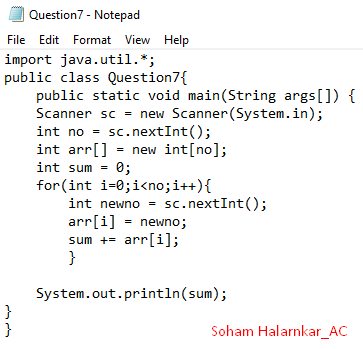 Question7 - Notepad
File Edit Format View Help
import java.util.*;
public class Question7{
    public static void main(String args[]) {
    Scanner sc = new Scanner(System.in);
    int no = sc.nextInt();
    int arr[] = new int[no];
    int sum = 0;
    for(int i=0;i<no;i++){
        int newno = sc.nextInt();
        arr[i] = newno;
        sum += arr[i];
        }

    System.out.println(sum);
}
}
Soham Halarnkar_AC